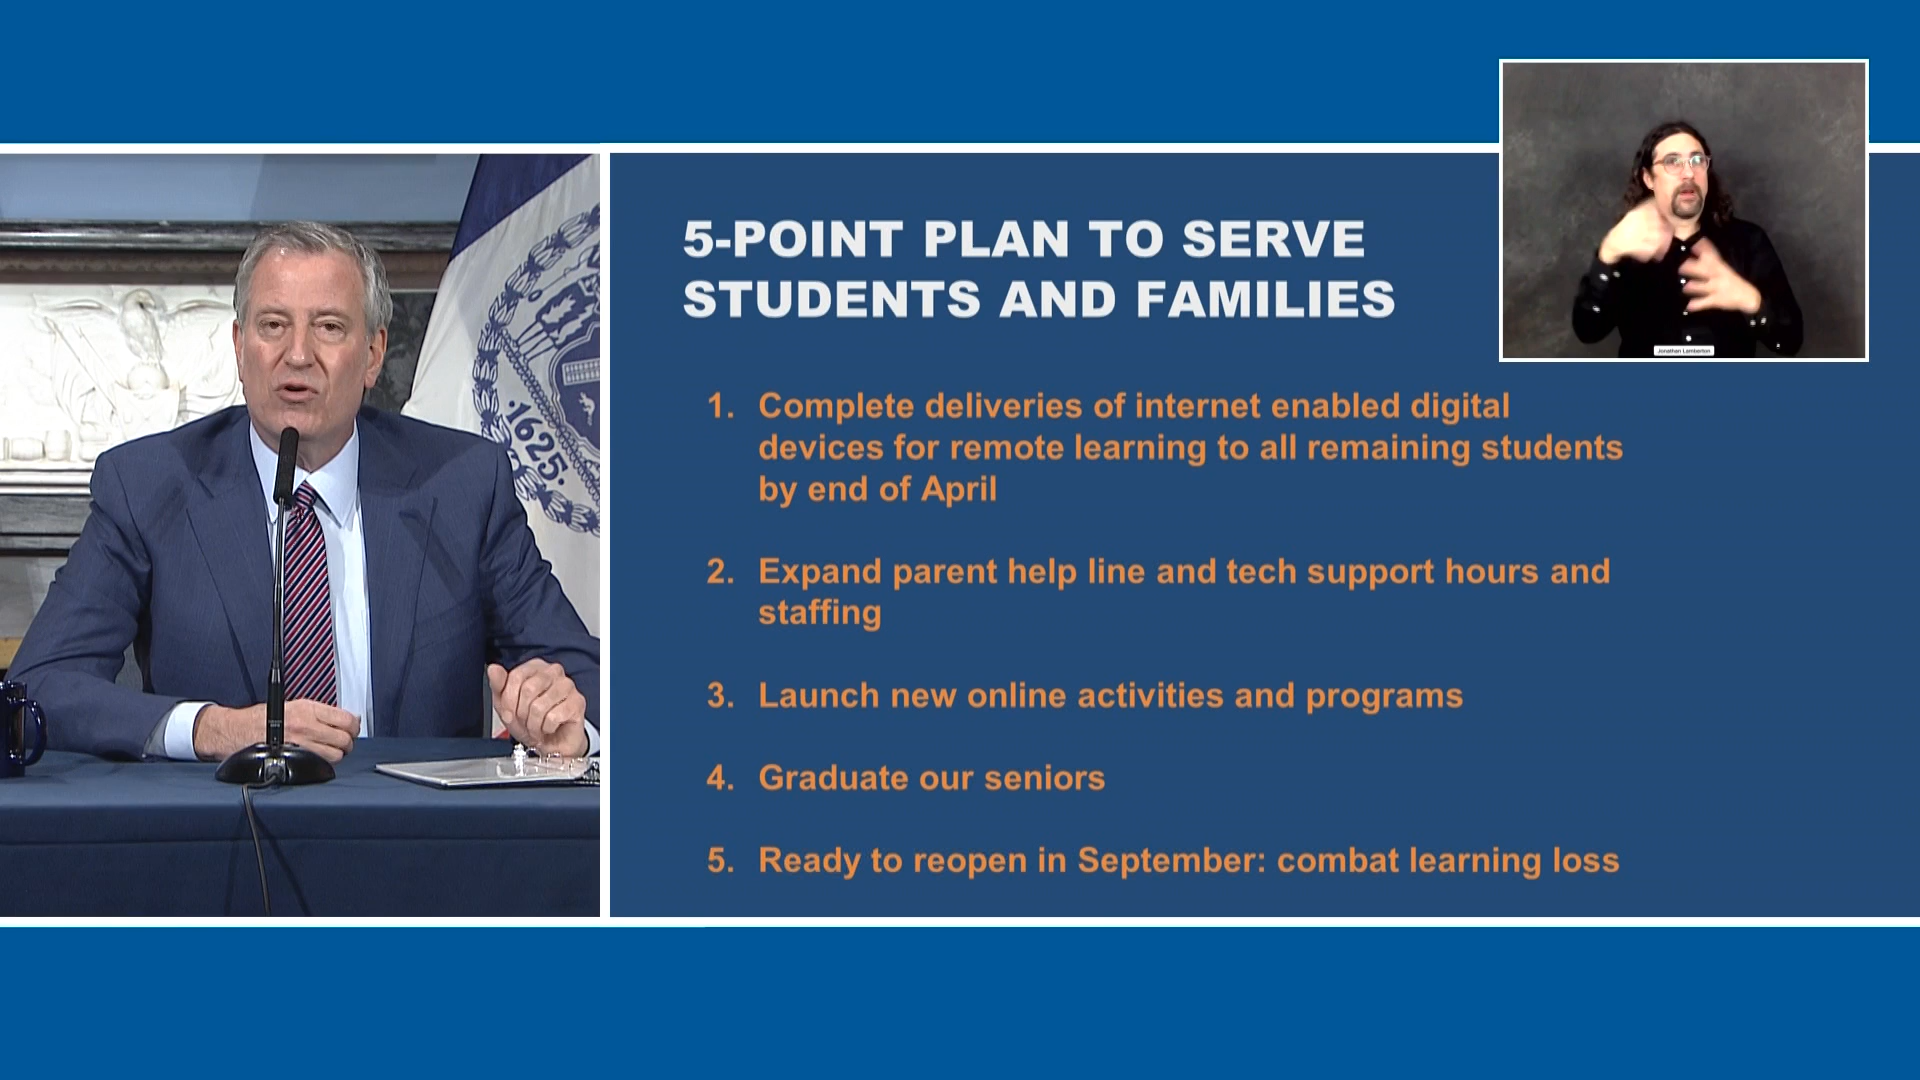 5-POINT PLAN TO SERVE
STUDENTS AND FAMILIES
1. Complete deliveries of internet enabled digital
devices for remote learning to all remaining students
by end of April
2. Expand parent help line and tech support hours and
staffing
3. Launch new online activities and programs
4. Graduate our seniors
5. Ready to reopen in September: combat learning loss
·1625·
Jonathan Lamberton